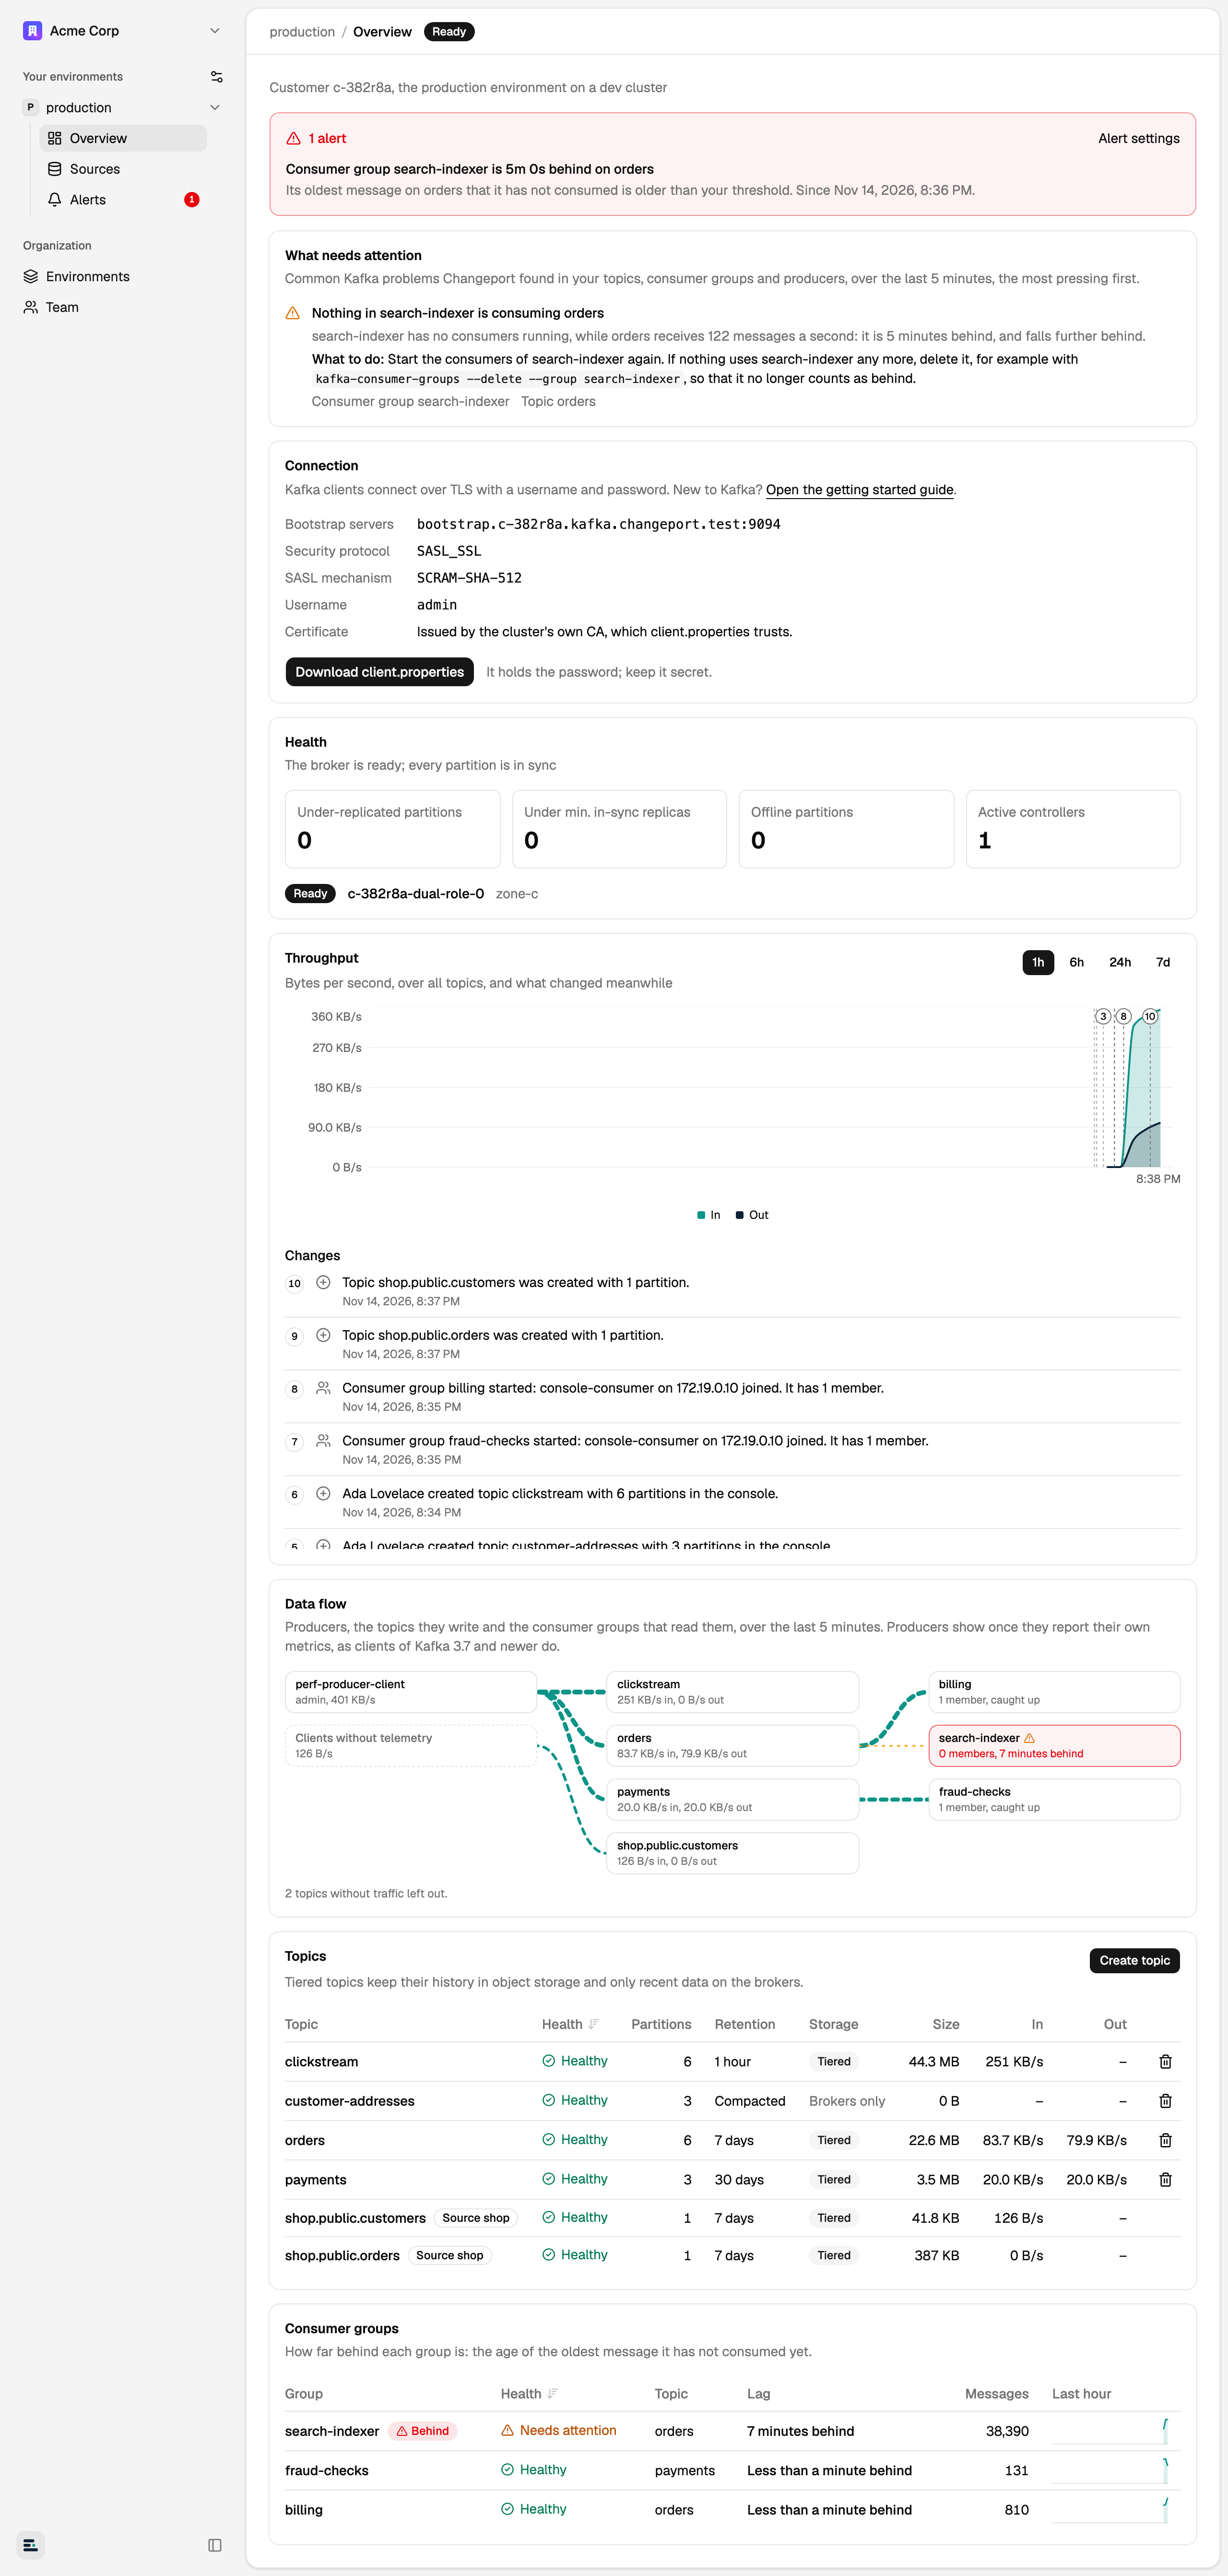 Acme Corp
Your environments
P production
Overview
Sources
Alerts 1
Organization
Environments
Team
production / Overview Ready
Customer c-382r8a, the production environment on a dev cluster
1 alert Alert settings
Consumer group search-indexer is 5m 0s behind on orders
Its oldest message on orders that it has not consumed is older than your threshold. Since Nov 14, 2026, 8:36 PM.
What needs attention
Common Kafka problems Changeport found in your topics, consumer groups and producers, over the last 5 minutes, the most pressing first.
Nothing in search-indexer is consuming orders
search-indexer has no consumers running, while orders receives 122 messages a second: it is 5 minutes behind, and falls further behind.
What to do: Start the consumers of search-indexer again. If nothing uses search-indexer any more, delete it, for example with
kafka-consumer-groups --delete --group search-indexer, so that it no longer counts as behind.
Consumer group search-indexer Topic orders
Connection
Kafka clients connect over TLS with a username and password. New to Kafka? Open the getting started guide.
Bootstrap servers bootstrap.c-382r8a.kafka.changeport.test:9094
Security protocol SASL_SSL
SASL mechanism SCRAM-SHA-512
Username admin
Certificate Issued by the cluster's own CA, which client.properties trusts.
Download client.properties It holds the password; keep it secret.
Health
The broker is ready; every partition is in sync
Under-replicated partitions Under min. in-sync replicas Offline partitions Active controllers
0 0 0 1
Ready c-382r8a-dual-role-0 zone-c
Throughput 1h 6h 24h 7d
Bytes per second, over all topics, and what changed meanwhile
360 KB/s 3 8 10
270 KB/s
180 KB/s
90.0 KB/s
0 B/s
8:38 PM
In Out
Changes
10 Topic shop.public.customers was created with 1 partition.
Nov 14, 2026, 8:37 PM
9 Topic shop.public.orders was created with 1 partition.
Nov 14, 2026, 8:37 PM
8 Consumer group billing started: console-consumer on 172.19.0.10 joined. It has 1 member.
Nov 14, 2026, 8:35 PM
7 Consumer group fraud-checks started: console-consumer on 172.19.0.10 joined. It has 1 member.
Nov 14, 2026, 8:35 PM
6 Ada Lovelace created topic clickstream with 6 partitions in the console.
Nov 14, 2026, 8:34 PM
5 Ada Lovelace created topic customer-addresses with 3 partitions in the console.
Data flow
Producers, the topics they write and the consumer groups that read them, over the last 5 minutes. Producers show once they report their own
metrics, as clients of Kafka 3.7 and newer do.
perf-producer-client clickstream billing
admin, 401 KB/s 251 KB/s in, 0 B/s out 1 member, caught up
Clients without telemetry orders search-indexer
126 B/s 83.7 KB/s in, 79.9 KB/s out 0 members, 7 minutes behind
payments fraud-checks
20.0 KB/s in, 20.0 KB/s out 1 member, caught up
shop.public.customers
126 B/s in, 0 B/s out
2 topics without traffic left out.
Topics Create topic
Tiered topics keep their history in object storage and only recent data on the brokers.
Topic Health Partitions Retention Storage Size In Out
clickstream Healthy 6 1 hour Tiered 44.3 MB 251 KB/s –
customer-addresses Healthy 3 Compacted Brokers only 0 B – –
orders Healthy 6 7 days Tiered 22.6 MB 83.7 KB/s 79.9 KB/s
payments Healthy 3 30 days Tiered 3.5 MB 20.0 KB/s 20.0 KB/s
shop.public.customers Source shop Healthy 1 7 days Tiered 41.8 KB 126 B/s –
shop.public.orders Source shop Healthy 1 7 days Tiered 387 KB 0 B/s –
Consumer groups
How far behind each group is: the age of the oldest message it has not consumed yet.
Group Health Topic Lag Messages Last hour
search-indexer Behind Needs attention orders 7 minutes behind 38,390
fraud-checks Healthy payments Less than a minute behind 131
billing Healthy orders Less than a minute behind 810